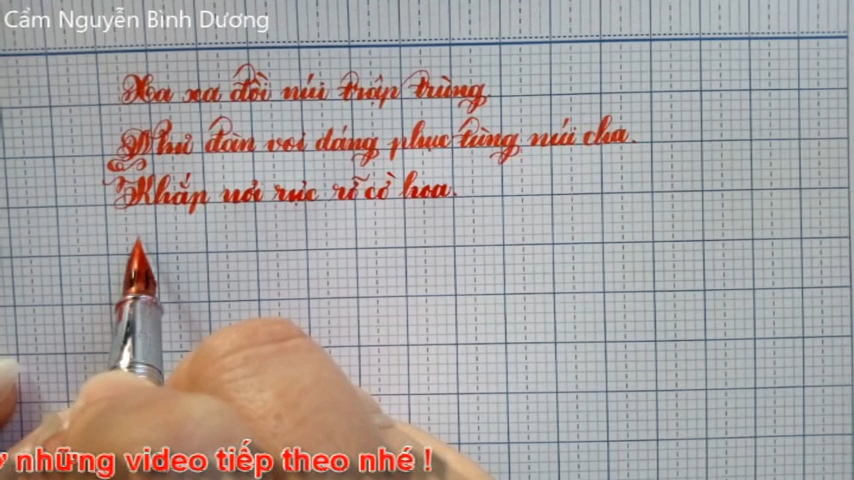 Cẩm Nguyễn Bình Dương
Xa xa đồi núi trập trùng
Như đàn voi dáng phục tùng núi cha.
Khắp nơi rực rỡ cỏ hoa.
những video tiếp theo nhé !